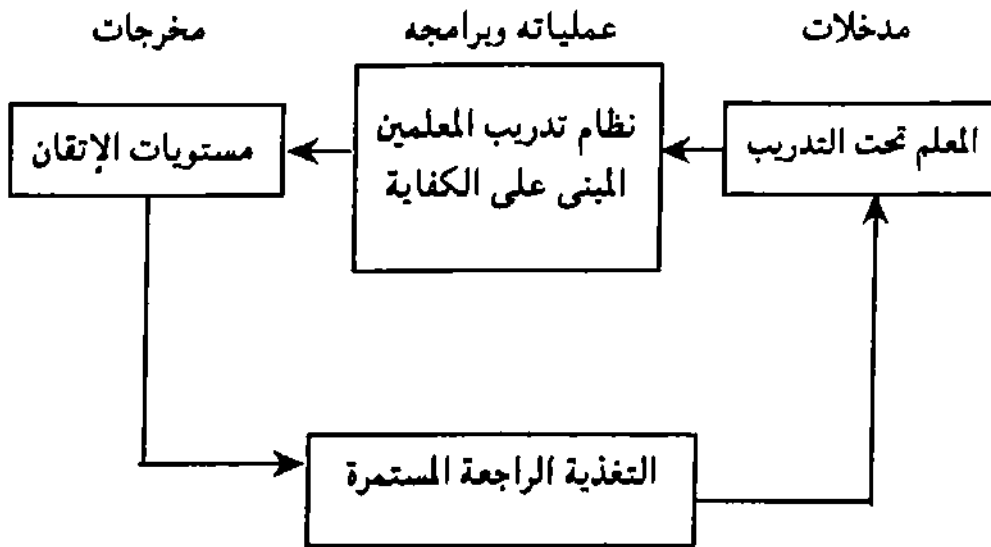 مدخلات
عملياته وبرامجه
مخرجات
المعلم تحت التدريب
نظام تدريب المعلمين
المبنى على الكفاية
مستويات الإتقان
التغذية الراجعة المستمرة